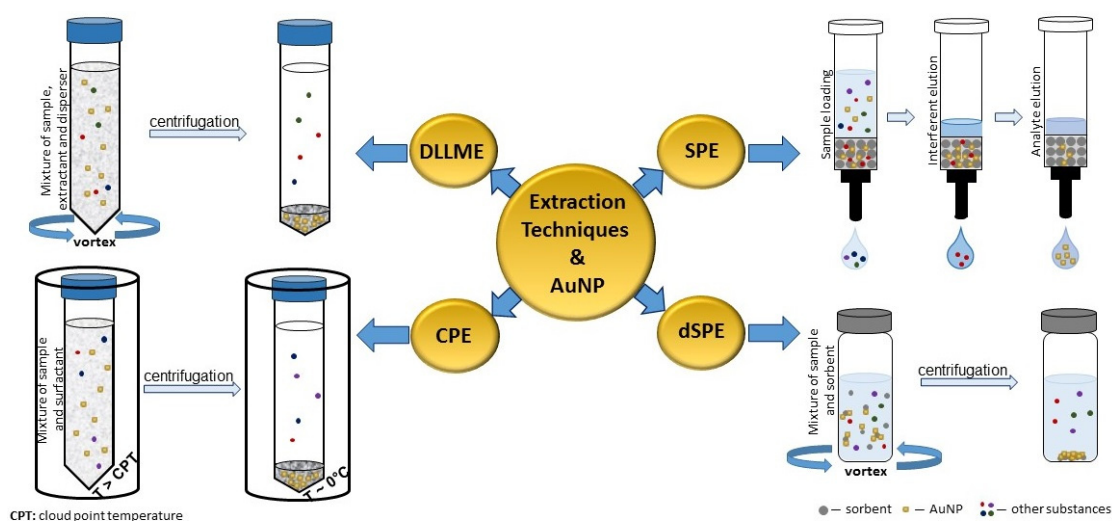 Mixture of sample,
extractant and disperser
centrifugation
vortex
DLLME
SPE
Extraction
Techniques
&
AuNP
CPE
dSPE
Sample loading
Interferent elution
Analyte elution
Mixture of sample
and surfactant
centrifugation
T > CPT
T ~ 0°C
Mixture of sample
and sorbent
centrifugation
vortex
— sorbent — AuNP — other substances
CPT: cloud point temperature